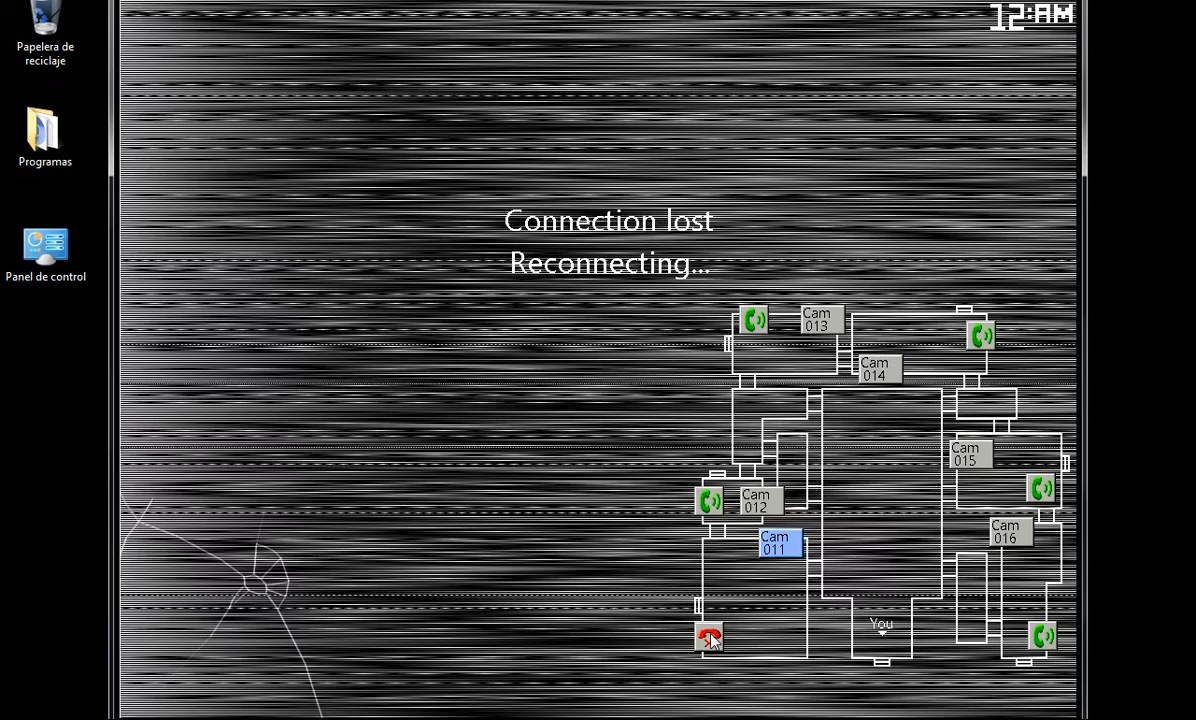 12:AM
Papelera de
reciclaje
Programas
Panel de control
Connection lost
Reconnecting...
Cam
013
Cam
014
Cam
015
Cam
012
Cam
016
Cam
011
You